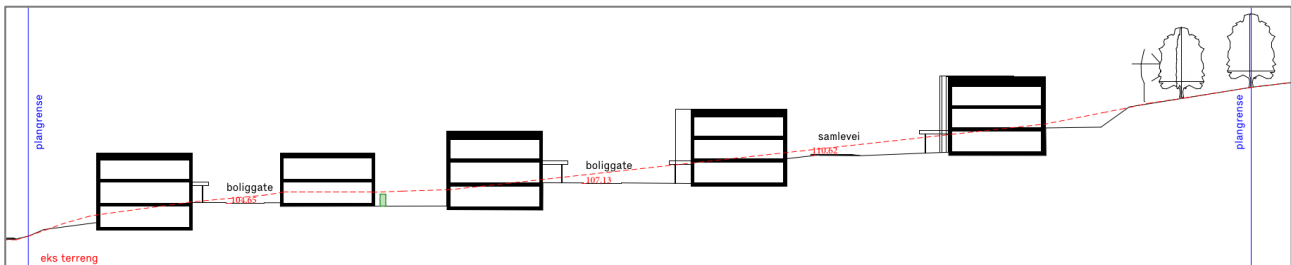 plangrense
boliggate
104.65
boliggate
107.13
samlevei
110.62
plangrense
eks terreng